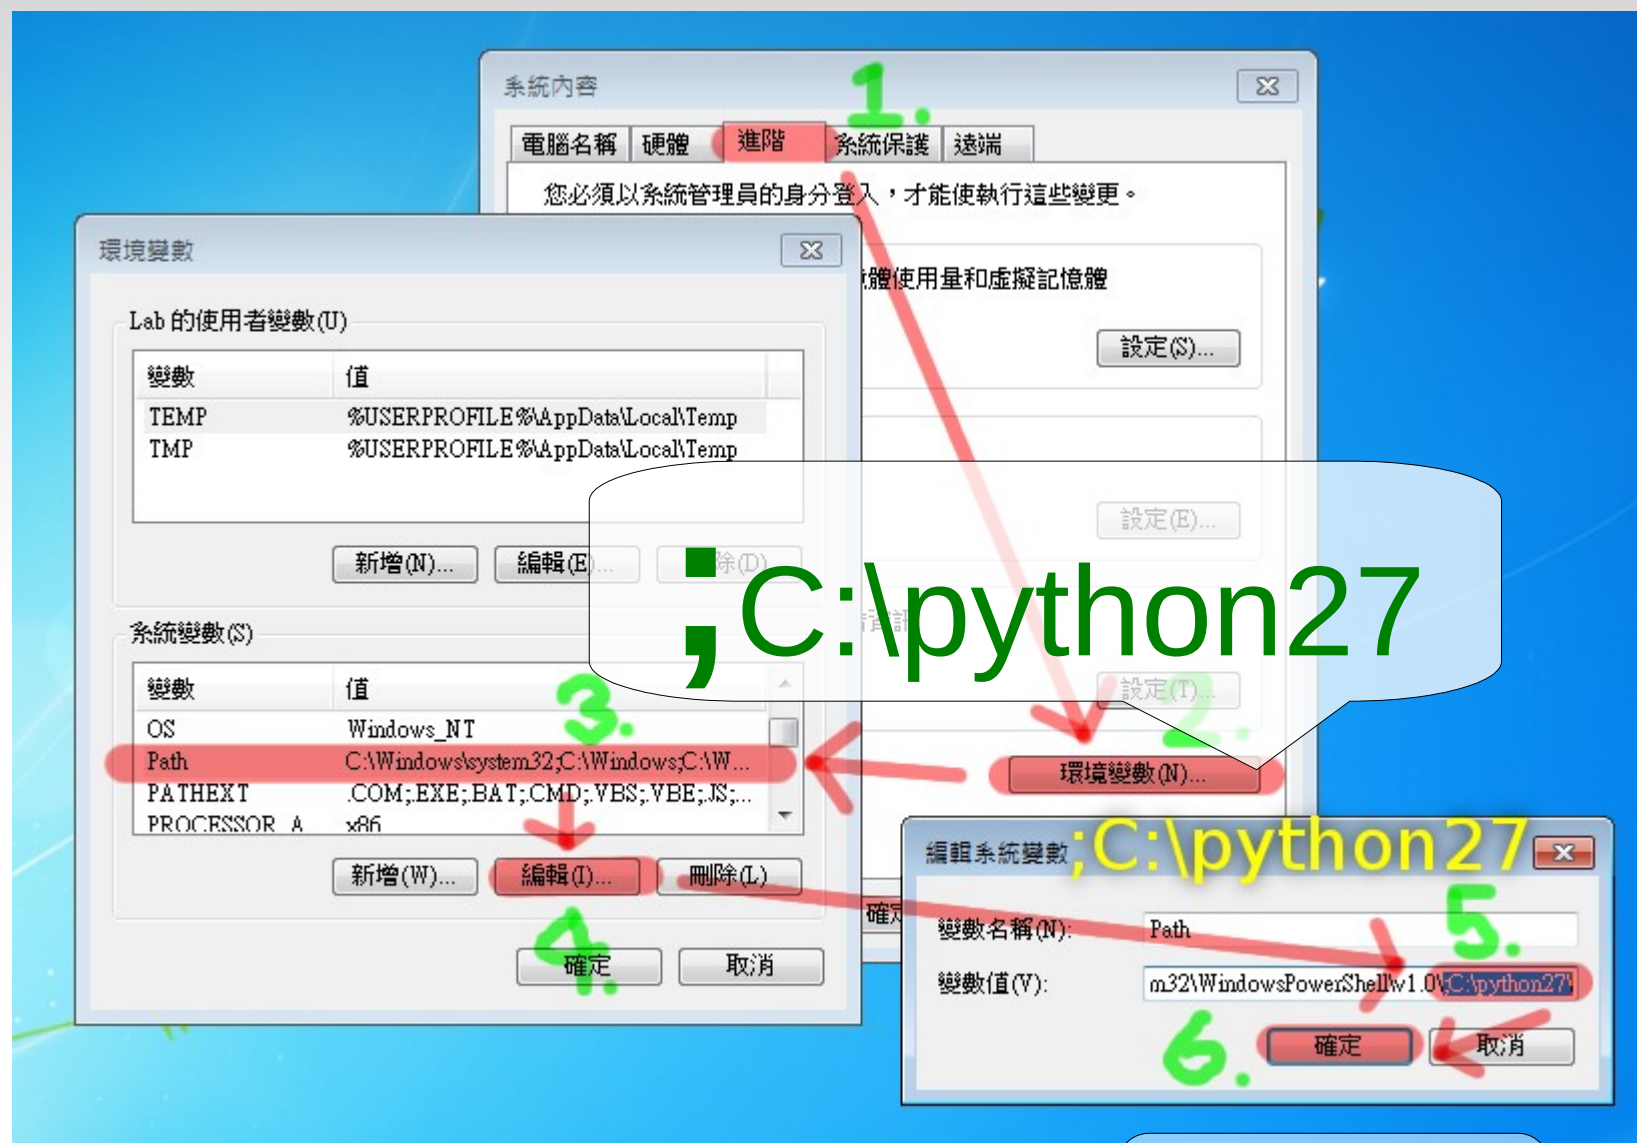 系統內容
1.
電腦名稱 硬體 進階 系統保護 遠端
您必須以系統管理員的身分登入，才能使執行這些變更。
體使用量和虛擬記憶體
設定(S)...
設定(E)...
設定(T)...
2.
環境變數(N)...
環境變數
Lab 的使用者變數(U)
變數 值
TEMP %USERPROFILE%\AppData\Local\Temp
TMP %USERPROFILE%\AppData\Local\Temp
新增(N)... 編輯(E)... 除(D)
;C:\python27
系統變數(S)
變數 值
3.
OS Windows_NT
Path C:\Windows\system32;C:\Windows;C:\W...
PATHEXT .COM;.EXE;.BAT;.CMD;.VBS;.VBE;.JS;...
PROCESSOR_A x86
新增(W)... 編輯(I)... 刪除(L)
4.
確定 取消
確定
編輯系統變數
;C:\python27
5.
變數名稱(N): Path
變數值(V): m32\WindowsPowerShell\v1.0\;C:\python27\
6.
確定 取消